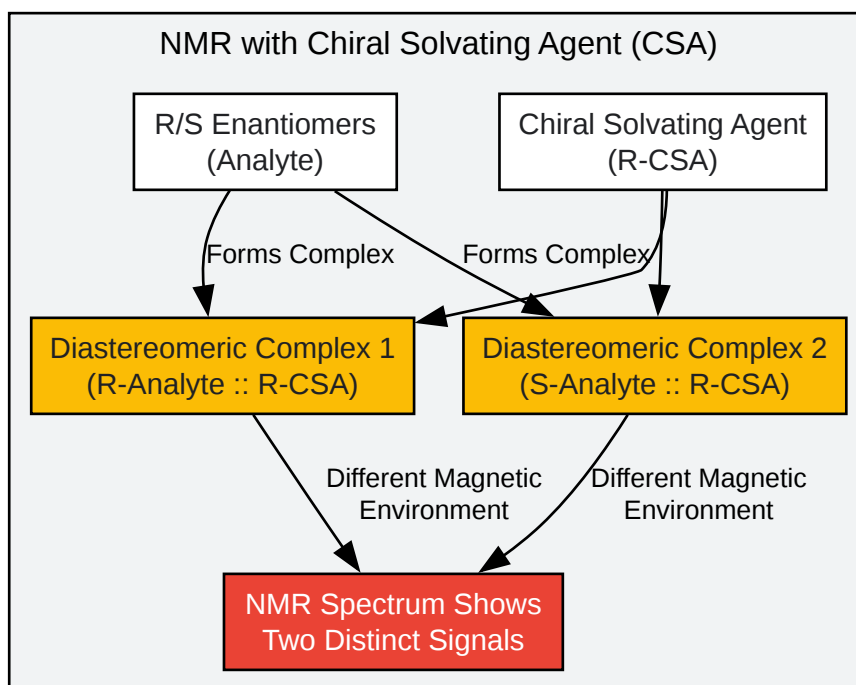 NMR with Chiral Solvating Agent (CSA)
R/S Enantiomers
(Analyte)
Chiral Solvating Agent
(R-CSA)
Forms Complex
Forms Complex
Diastereomeric Complex 1
(R-Analyte :: R-CSA)
Diastereomeric Complex 2
(S-Analyte :: R-CSA)
Different Magnetic
Environment
Different Magnetic
Environment
NMR Spectrum Shows
Two Distinct Signals